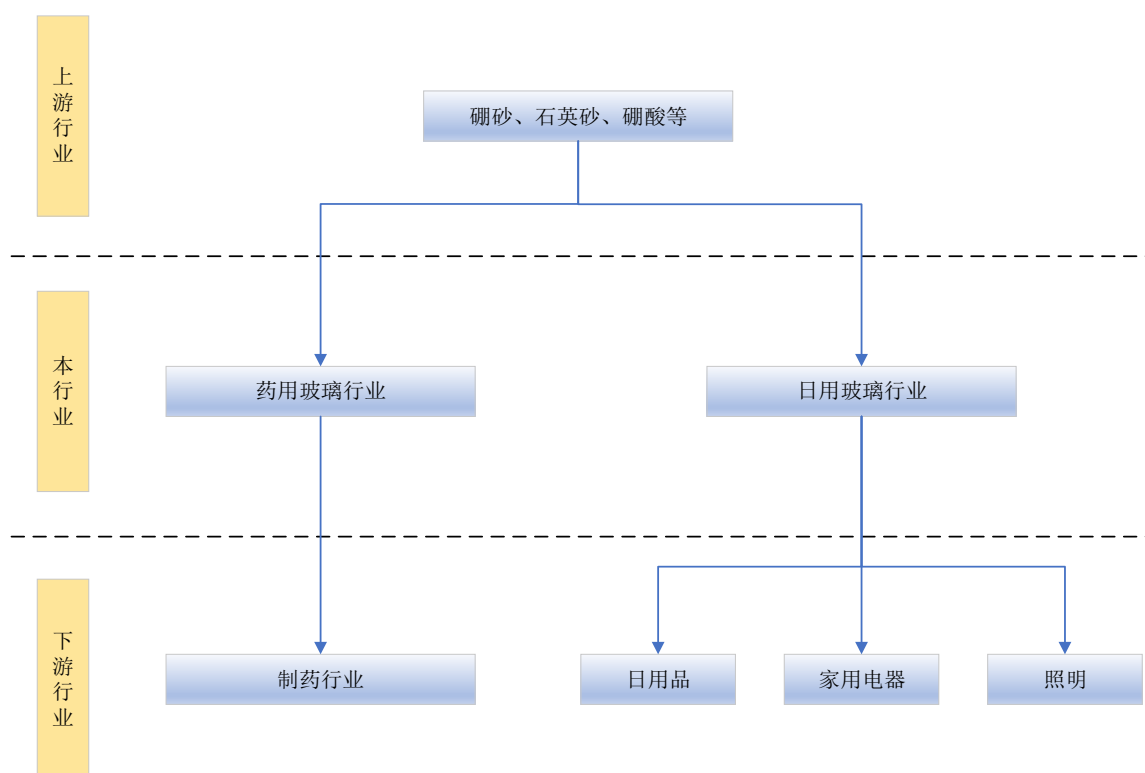 上游行业
硼砂、石英砂、硼酸等
本行业
药用玻璃行业
日用玻璃行业
下游行业
制药行业
日用品
家用电器
照明